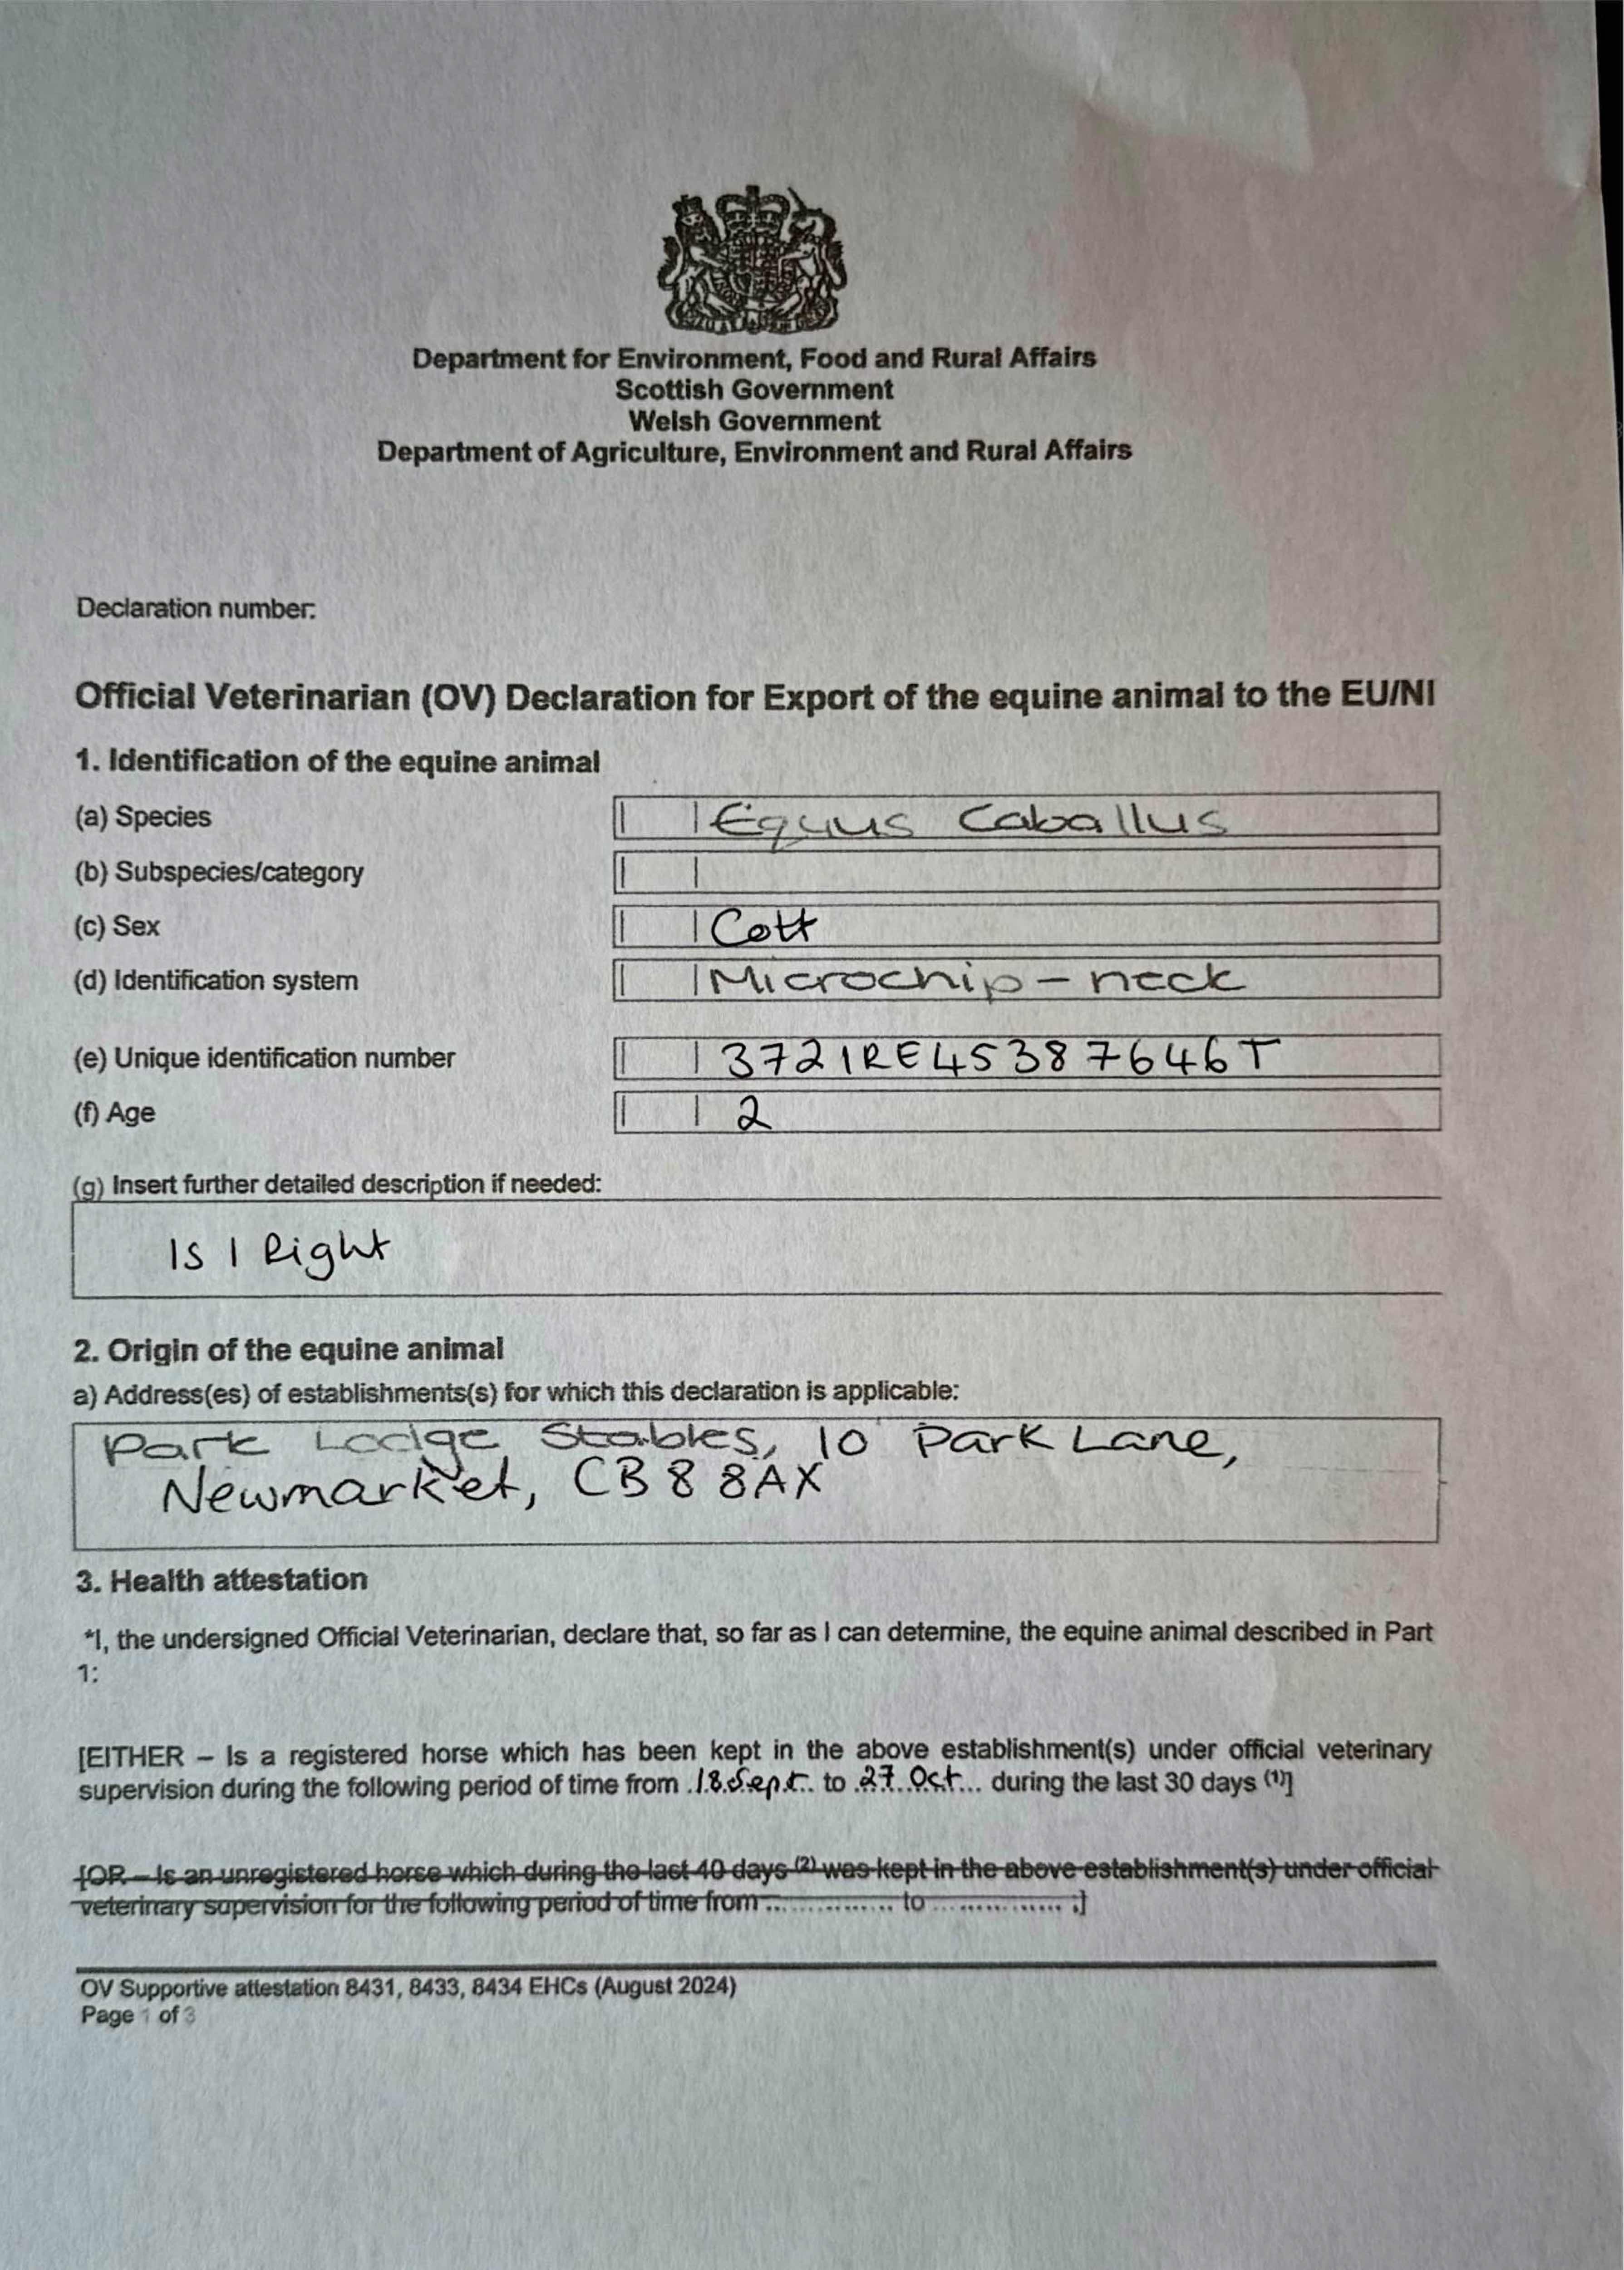 Department for Environment, Food and Rural Affairs
Scottish Government
Welsh Government
Department of Agriculture, Environment and Rural Affairs
Declaration number:
Official Veterinarian (OV) Declaration for Export of the equine animal to the EU/NI
1. Identification of the equine animal
(a) Species Equus Caballus
(b) Subspecies/category
(c) Sex Colt
(d) Identification system Microchip - neck
(e) Unique identification number 3721RE45387646T
(f) Age 2
(g) Insert further detailed description if needed:
Is I Right
2. Origin of the equine animal
a) Address(es) of establishments(s) for which this declaration is applicable:
Park Lodge Stables, 10 Park Lane,
Newmarket, CB8 8AX
3. Health attestation
*I, the undersigned Official Veterinarian, declare that, so far as I can determine, the equine animal described in Part
1:
[EITHER – Is a registered horse which has been kept in the above establishment(s) under official veterinary
supervision during the following period of time from .18.Sept.. to .27.Oct... during the last 30 days (1)]
[OR – Is an unregistered horse which during the last 40 days (2) was kept in the above establishment(s) under official
veterinary supervision for the following period of time from ................ to ................ ;]
OV Supportive attestation 8431, 8433, 8434 EHCs (August 2024)
Page 1 of 3